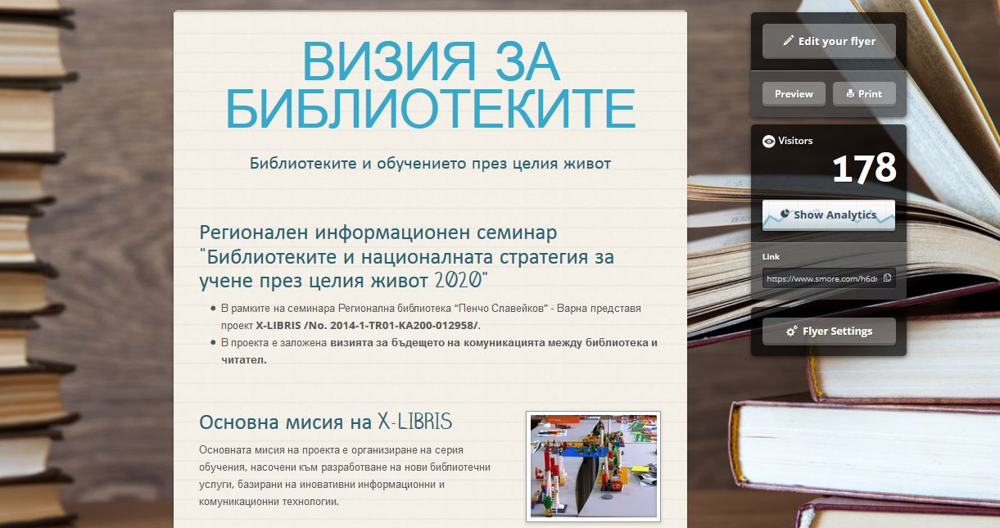 ВИЗИЯ ЗА
БИБЛИОТЕКИТЕ
Библиотеките и обучението през целия живот
Регионален информационен семинар
"Библиотеките и националната стратегия за
учене през целия живот 2020"
В рамките на семинара Регионална библиотека “Пенчо Славейков” - Варна представя
проект X-LIBRIS /No. 2014-1-TR01-KA200-012958/.
В проекта е заложена визията за бъдещето на комуникацията между библиотека и
читател.
Основна мисия на X-LIBRIS
Основната мисия на проекта е организиране на серия
обучения, насочени към разработване на нови библиотечни
услуги, базирани на иновативни информационни и
комуникационни технологии.
Edit your flyer
Preview
Print
Visitors
178
Show Analytics
Link
https://www.smore.com/h6dr
Flyer Settings